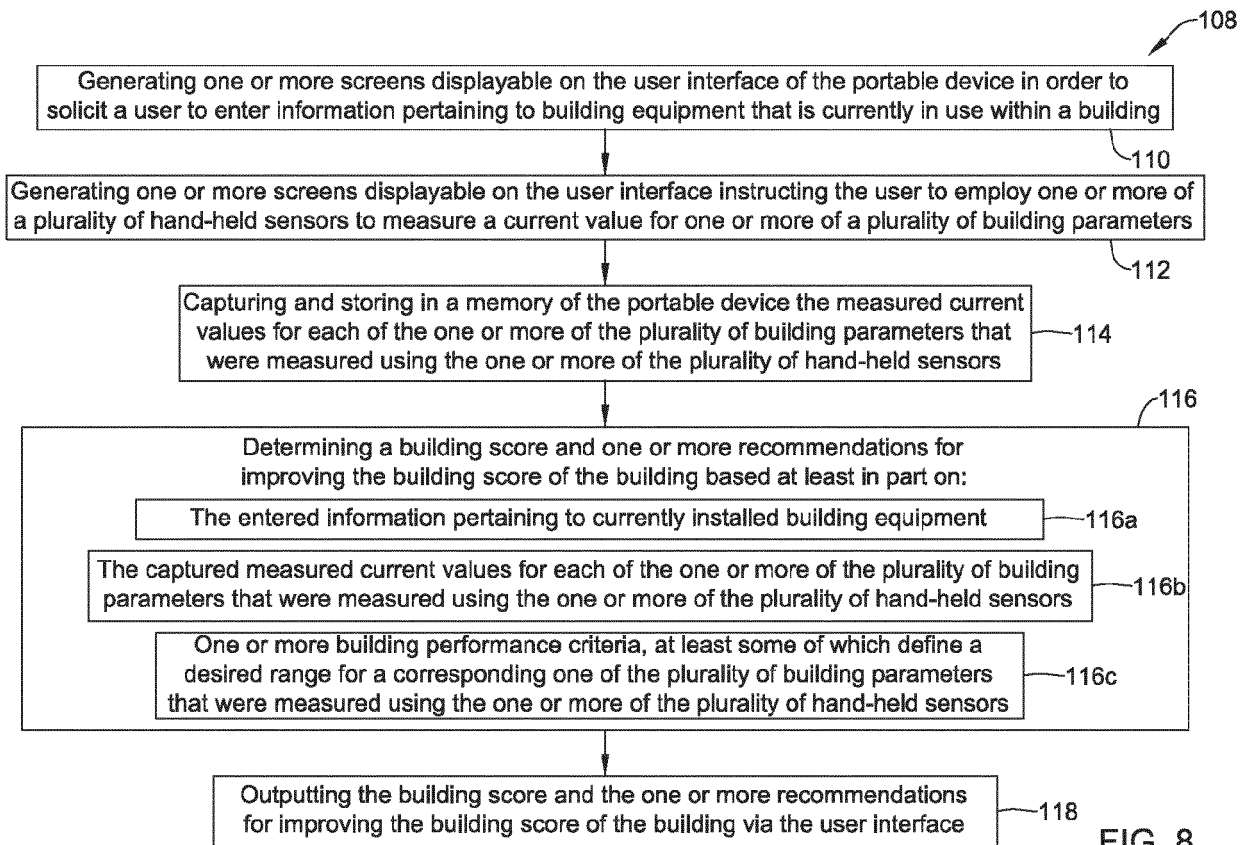 108
Generating one or more screens displayable on the user interface of the portable device in order to
solicit a user to enter information pertaining to building equipment that is currently in use within a building
110
Generating one or more screens displayable on the user interface instructing the user to employ one or more of
a plurality of hand-held sensors to measure a current value for one or more of a plurality of building parameters
112
Capturing and storing in a memory of the portable device the measured current
values for each of the one or more of the plurality of building parameters that
were measured using the one or more of the plurality of hand-held sensors
114
116
Determining a building score and one or more recommendations for
improving the building score of the building based at least in part on:
The entered information pertaining to currently installed building equipment
116a
The captured measured current values for each of the one or more of the plurality of building
parameters that were measured using the one or more of the plurality of hand-held sensors
116b
One or more building performance criteria, at least some of which define a
desired range for a corresponding one of the plurality of building parameters
that were measured using the one or more of the plurality of hand-held sensors
116c
Outputting the building score and the one or more recommendations
for improving the building score of the building via the user interface
118
FIG. 8